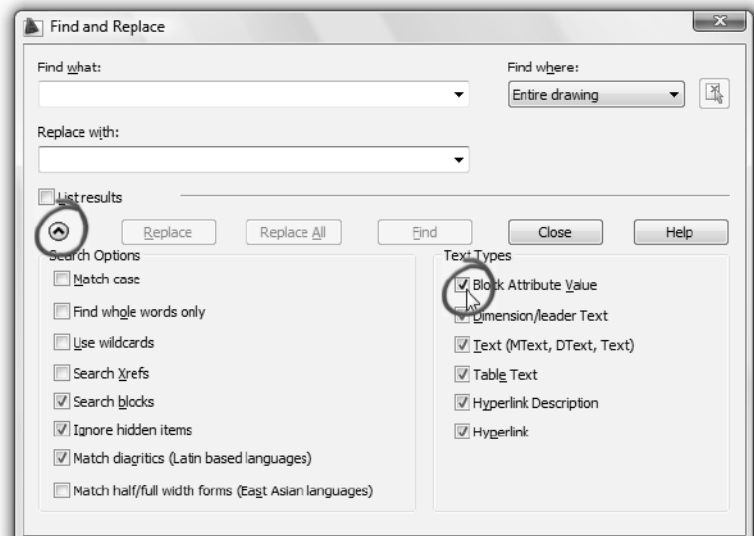 Find and Replace
Find what:
Find where:
Entire drawing
Replace with:
List results
Replace
Replace All
Find
Close
Help
Search Options
Text Types
Match case
Find whole words only
Use wildcards
Search Xrefs
Search blocks
Ignore hidden items
Match diacritics (Latin based languages)
Match half/full width forms (East Asian languages)
Block Attribute Value
Dimension/leader Text
Text (MText, DText, Text)
Table Text
Hyperlink Description
Hyperlink